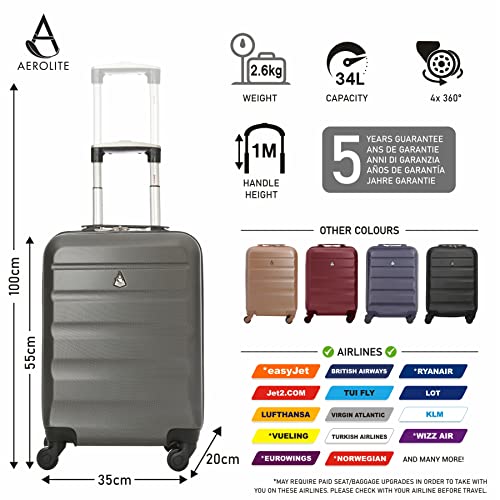 AEROLITE
2.6kg
WEIGHT
34L
CAPACITY
4x 360°
1M
HANDLE
HEIGHT
5
YEARS GUARANTEE
ANS DE GARANTIE
ANNI DI GARANZIA
AÑOS DE GARANTÍA
JAHRE GARANTIE
100cm
55cm
35cm
20cm
OTHER COLOURS
AIRLINES
*easyJet
BRITISH AIRWAYS
*RYANAIR
Jet2.COM
TUI FLY
LOT
LUFTHANSA
VIRGIN ATLANTIC
KLM
*VUELING
TURKISH AIRLINES
*WIZZ AIR
*EUROWINGS
*NORWEGIAN
AND MANY MORE!
*MAY REQUIRE PAID SEAT/BAGGAGE UPGRADES IN ORDER TO TAKE WITH
YOU ON THESE AIRLINES. PLEASE CHECK WITH YOUR AIRLINE BEFORE TRAVEL.